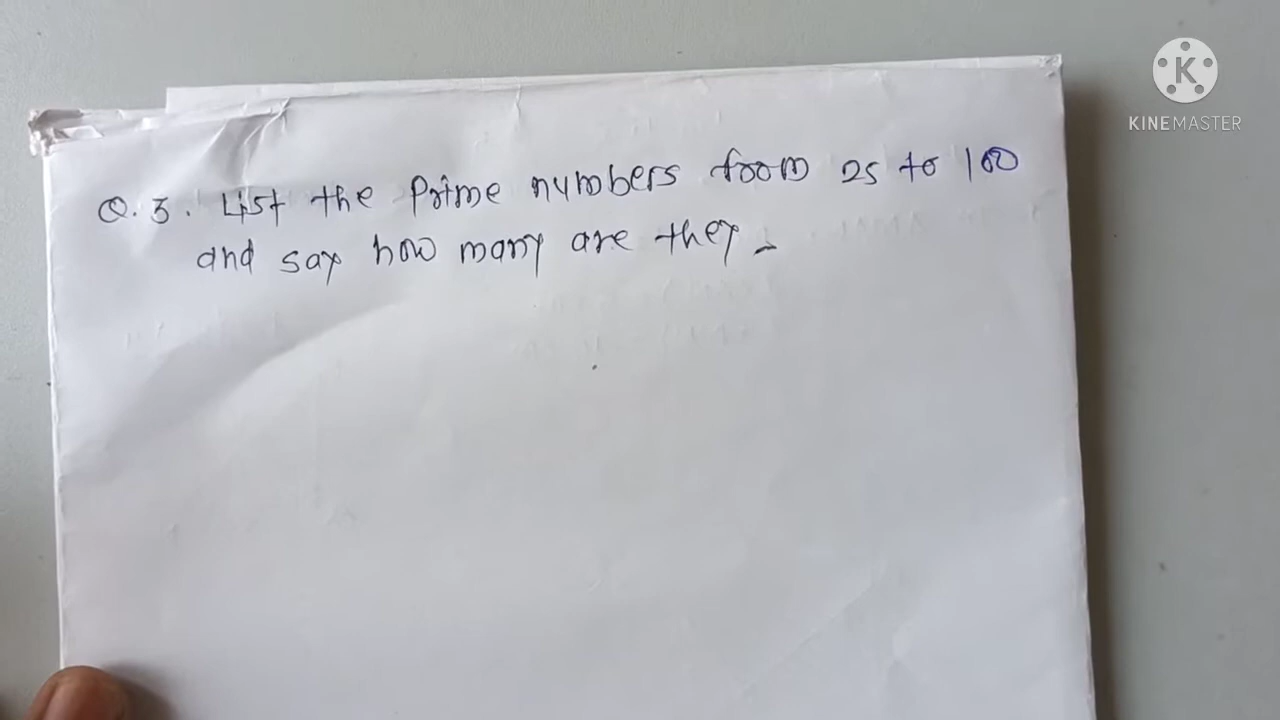 Q. 3. List the Prime numbers from 25 to 100
and say how many are they -
KINEMASTER